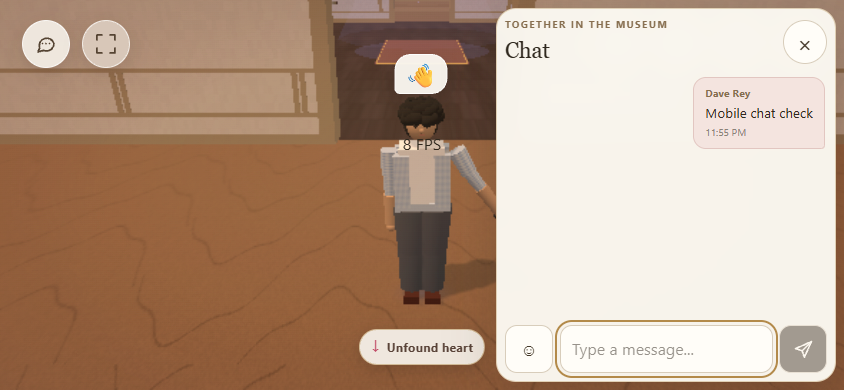 TOGETHER IN THE MUSEUM
Chat
Dave Rey
Mobile chat check
11:55 PM
8 FPS
Unfound heart
Type a message...